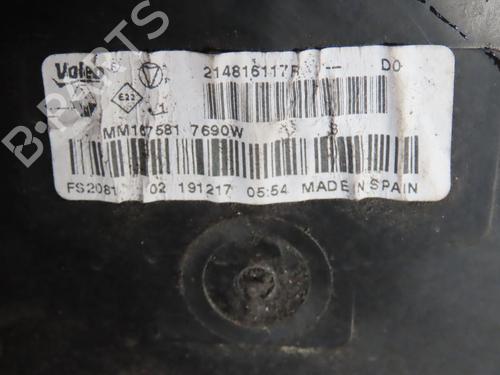 Valeo
214816117R -- D0
E22
MM167581 7690W S
FS2081 02 191217 05:54 MADE IN SPAIN
B-PARTS